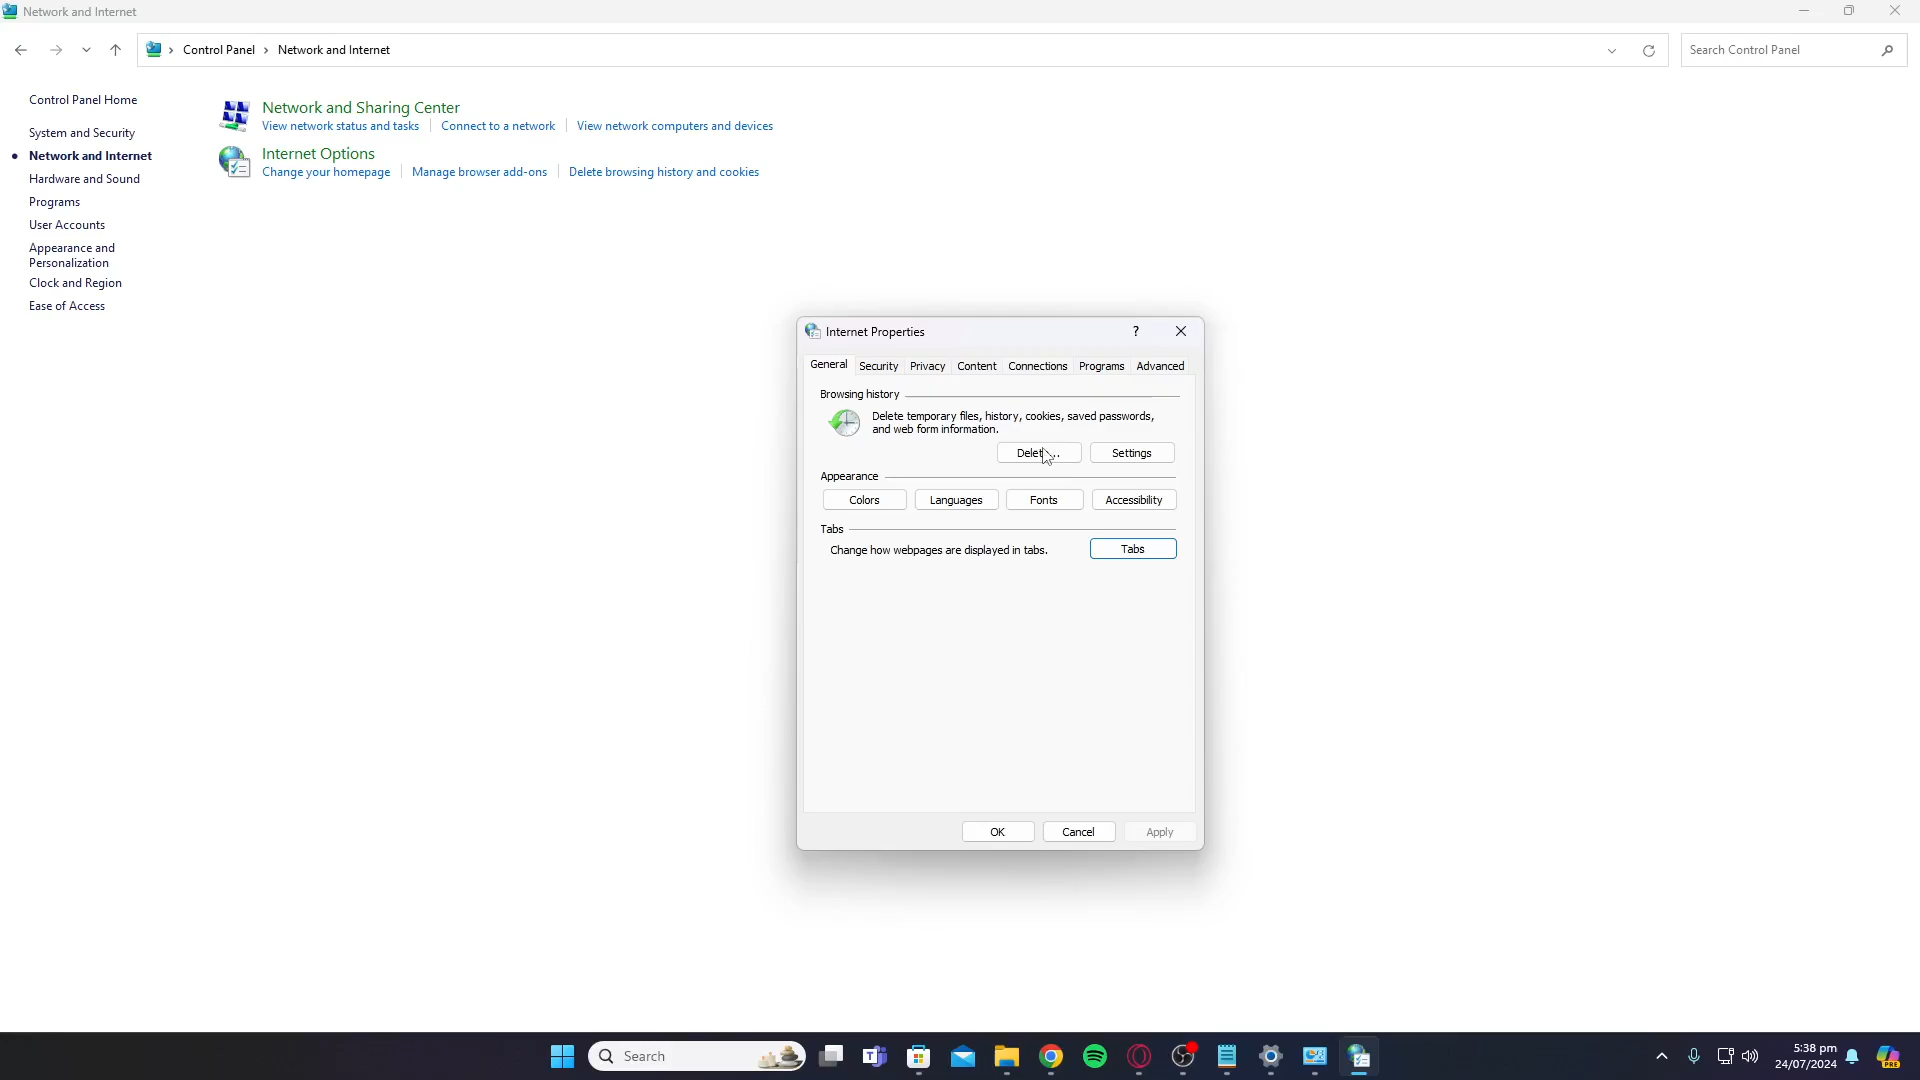 Network and Internet
Control Panel > Network and Internet
Search Control Panel
Control Panel Home
System and Security
Network and Internet
Hardware and Sound
Programs
User Accounts
Appearance and
Personalization
Clock and Region
Ease of Access
Network and Sharing Center
View network status and tasks
Connect to a network
View network computers and devices
Internet Options
Change your homepage
Manage browser add-ons
Delete browsing history and cookies
Internet Properties
?
General Security Privacy Content Connections Programs Advanced
Browsing history
Delete temporary files, history, cookies, saved passwords,
and web form information.
Delete... Settings
Appearance
Colors Languages Fonts Accessibility
Tabs
Change how webpages are displayed in tabs. Tabs
OK Cancel Apply
Search
5:38 pm
24/07/2024
PRE